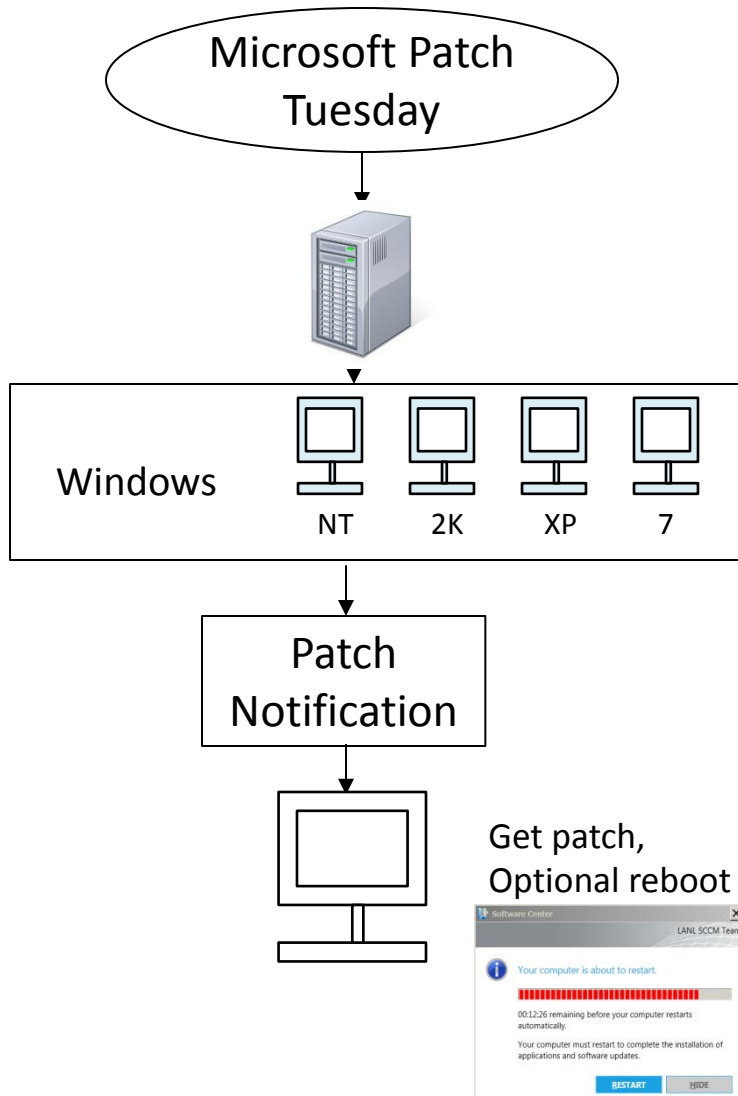 Microsoft Patch
Tuesday
Windows
NT
2K
XP
7
Patch
Notification
Get patch,
Optional reboot
Software Center
LANL SCCM Team
Your computer is about to restart.
00:12:26 remaining before your computer restarts
automatically.
Your computer must restart to complete the installation of
applications and software updates.
RESTART
HIDE